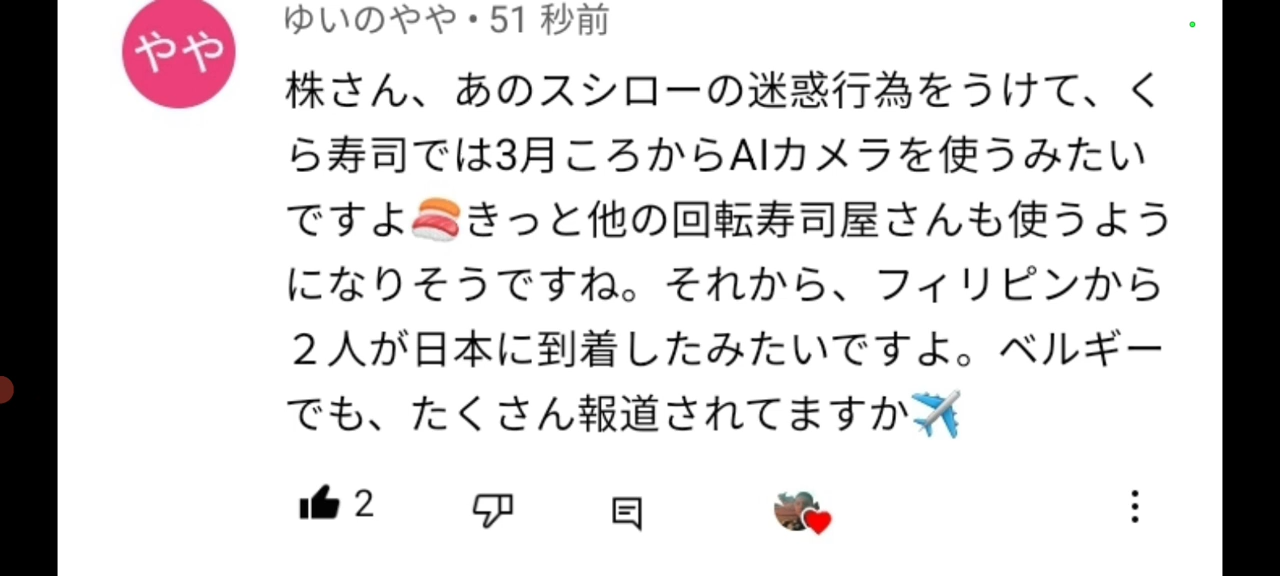 やや
ゆいのやや • 51 秒前
株さん、あのスシローの迷惑行為をうけて、く
ら寿司では3月ころからAIカメラを使うみたい
ですよ🍣きっと他の回転寿司屋さんも使うよう
になりそうですね。それから、フィリピンから
２人が日本に到着したみたいですよ。ベルギー
でも、たくさん報道されてますか✈️
2